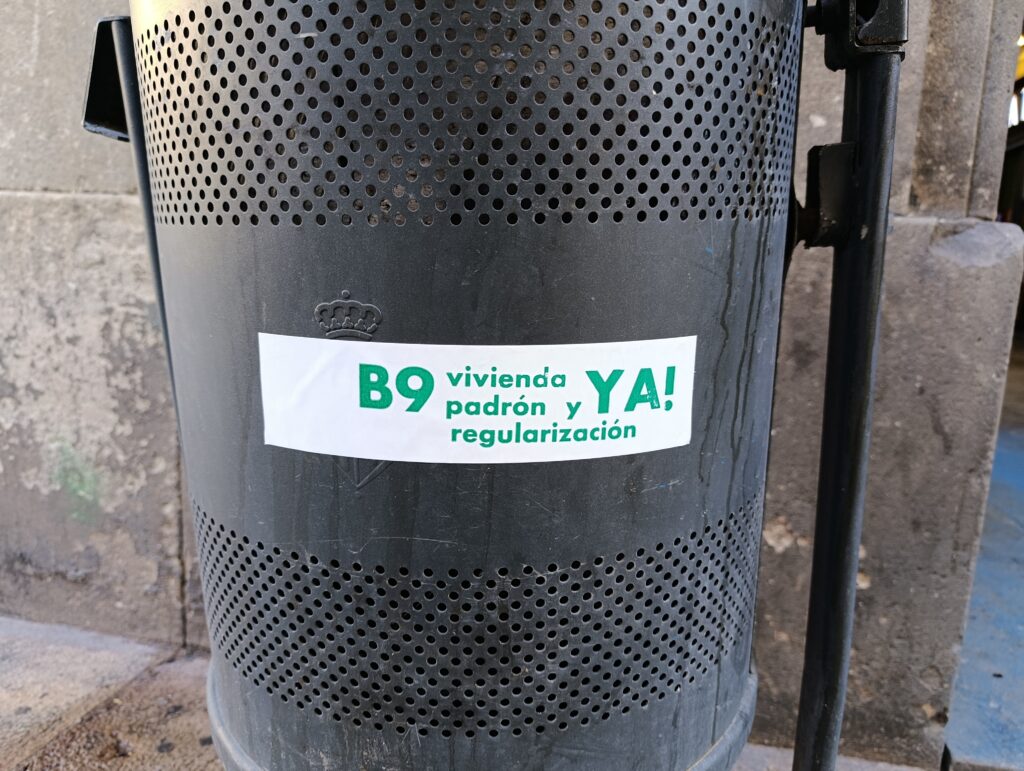 B9 vivienda YA!
padrón y
regularización